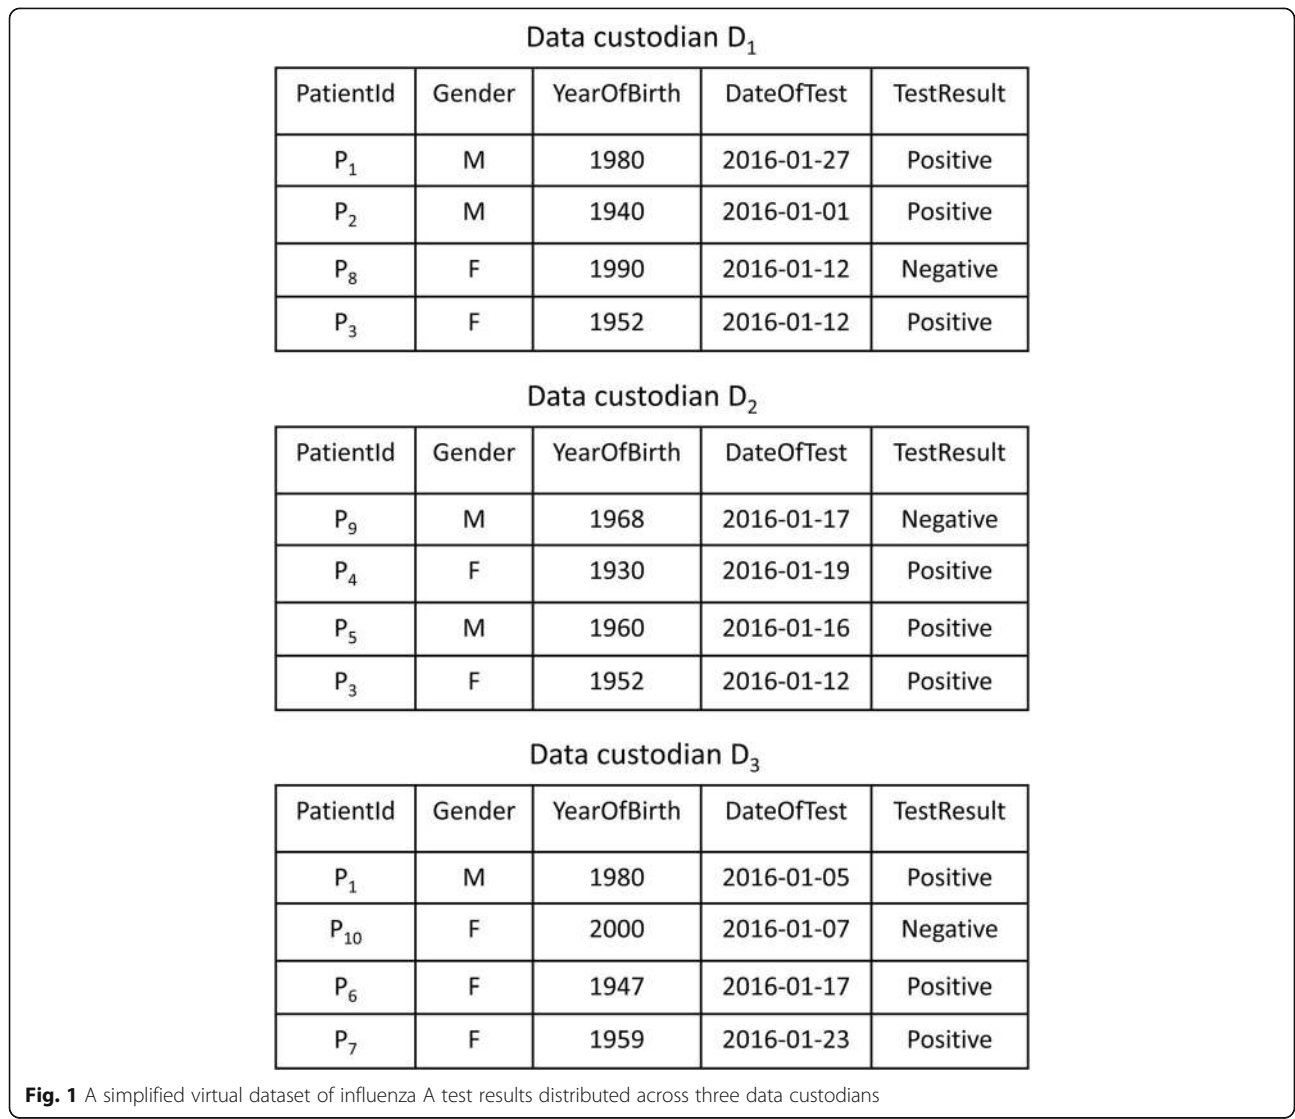 Data custodian D₁
PatientId Gender YearOfBirth DateOfTest TestResult
P₁ M 1980 2016-01-27 Positive
P₂ M 1940 2016-01-01 Positive
P₈ F 1990 2016-01-12 Negative
P₃ F 1952 2016-01-12 Positive
Data custodian D₂
PatientId Gender YearOfBirth DateOfTest TestResult
P₉ M 1968 2016-01-17 Negative
P₄ F 1930 2016-01-19 Positive
P₅ M 1960 2016-01-16 Positive
P₃ F 1952 2016-01-12 Positive
Data custodian D₃
PatientId Gender YearOfBirth DateOfTest TestResult
P₁ M 1980 2016-01-05 Positive
P₁₀ F 2000 2016-01-07 Negative
P₆ F 1947 2016-01-17 Positive
P₇ F 1959 2016-01-23 Positive
Fig. 1 A simplified virtual dataset of influenza A test results distributed across three data custodians